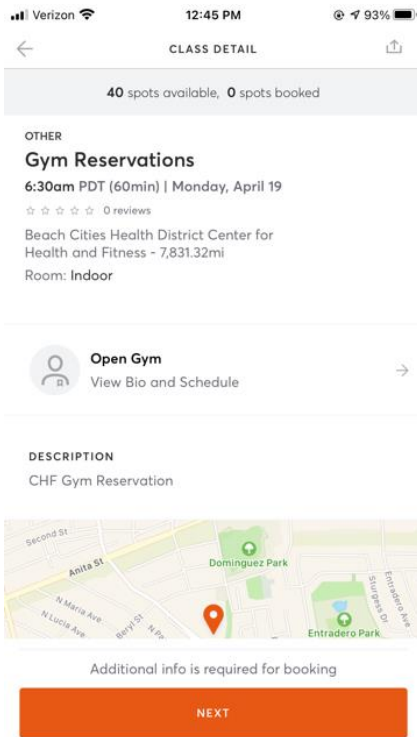 Verizon 12:45 PM 93%
CLASS DETAIL
40 spots available, 0 spots booked
OTHER
Gym Reservations
6:30am PDT (60min) | Monday, April 19
0 reviews
Beach Cities Health District Center for
Health and Fitness - 7,831.32mi
Room: Indoor
Open Gym
View Bio and Schedule
DESCRIPTION
CHF Gym Reservation
Second St
Anita St
Dominguez Park
N Maria Ave
N Lucia Ave
Beryl St
Sturgess Dr
Entradero Ave
Entradero Park
Additional info is required for booking
NEXT